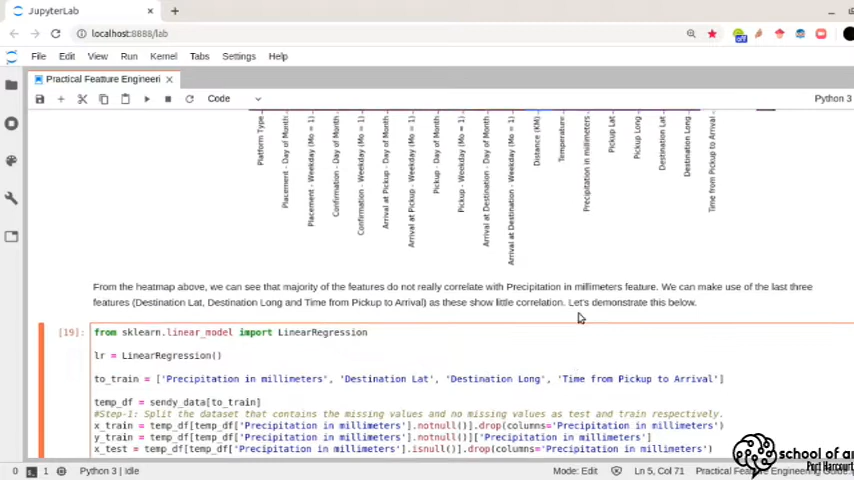 JupyterLab
localhost:8888/lab
off
File Edit View Run Kernel Tabs Settings Help
Practical Featture Engineeri
Code
Python 3
Platform Type
Placement - Day of Month
Placement - Weekday (Mo = 1)
Confirmation - Day of Month
Confirmation - Weekday (Mo = 1)
Arrival at Pickup - Day of Month
Arrival at Pickup - Weekday (Mo = 1)
Pickup - Day of Month
Pickup - Weekday (Mo = 1)
Arrival at Destination - Day of Month
Arrival at Destination - Weekday (Mo = 1)
Distance (KM)
Temperature
Precipitation in millimeters
Pickup Lat
Pickup Long
Destination Lat
Destination Long
Time from Pickup to Arrival
From the heatmap above, we can see that majority of the features do not really correlate with Precipitation in millimeters feature. We can make use of the last three
features (Destination Lat, Destination Long and Time from Pickup to Arrival) as these show little correlation. Let's demonstrate this below.
[19]:
from sklearn.linear_model import LinearRegression
lr = LinearRegression()
to_train = ['Precipitation in millimeters', 'Destination Lat', 'Destination Long', 'Time from Pickup to Arrival']
temp_df = sendy_data[to_train]
#Step-1: Split the dataset that contains the missing values and no missing values as test and train respectively.
x_train = temp_df[temp_df['Precipitation in millimeters'].notnull()].drop(columns='Precipitation in millimeters')
y_train = temp_df[temp_df['Precipitation in millimeters'].notnull()]['Precipitation in millimeters']
x_test = temp_df[temp_df['Precipitation in millimeters'].isnull()].drop(columns='Precipitation in millimeters')
0 1 Python 3 | Idle
Mode: Edit Ln 5, Col 71 Practical Feature Engineering Guide
school of a
Port Harcourt